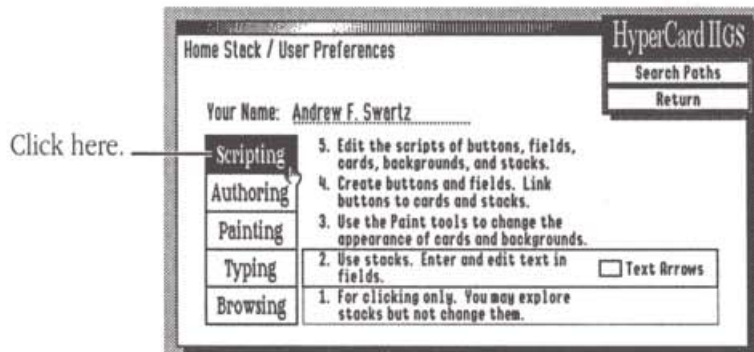 HyperCard IIGS
Home Stack / User Preferences
Search Paths
Return
Your Name: Andrew F. Swartz
Click here.
Scripting
5. Edit the scripts of buttons, fields,
cards, backgrounds, and stacks.
Authoring
4. Create buttons and fields. Link
buttons to cards and stacks.
Painting
3. Use the Paint tools to change the
appearance of cards and backgrounds.
Typing
2. Use stacks. Enter and edit text in
fields.
Text Arrows
Browsing
1. For clicking only. You may explore
stacks but not change them.